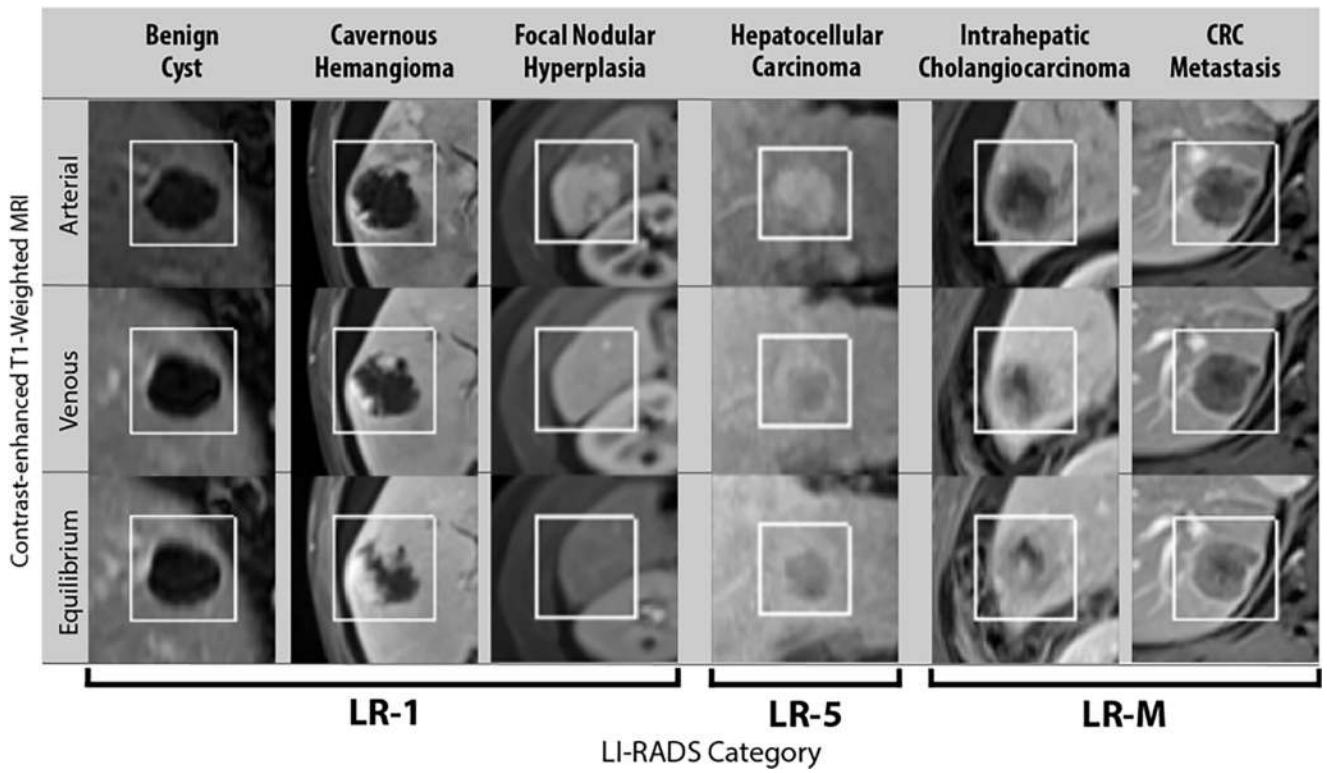 Benign
Cyst
Cavernous
Hemangioma
Focal Nodular
Hyperplasia
Hepatocellular
Carcinoma
Intrahepatic
Cholangiocarcinoma
CRC
Metastasis
Contrast-enhanced T1-Weighted MRI
Arterial
Venous
Equilibrium
LR-1
LR-5
LR-M
LI-RADS Category